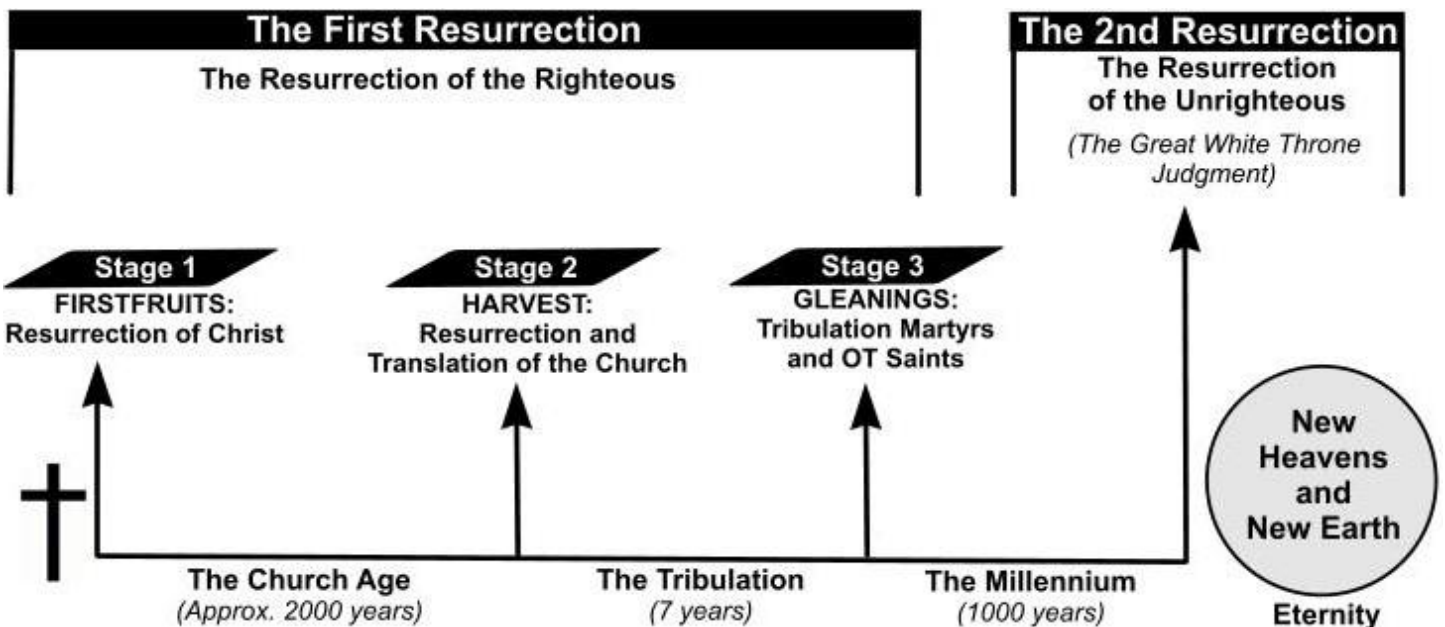 The First Resurrection
The Resurrection of the Righteous
The 2nd Resurrection
The Resurrection
of the Unrighteous
(The Great White Throne
Judgment)
Stage 1
FIRSTFRUITS:
Resurrection of Christ
Stage 2
HARVEST:
Resurrection and
Translation of the Church
Stage 3
GLEANINGS:
Tribulation Martyrs
and OT Saints
New
Heavens
and
New Earth
The Church Age
(Approx. 2000 years)
The Tribulation
(7 years)
The Millennium
(1000 years)
Eternity